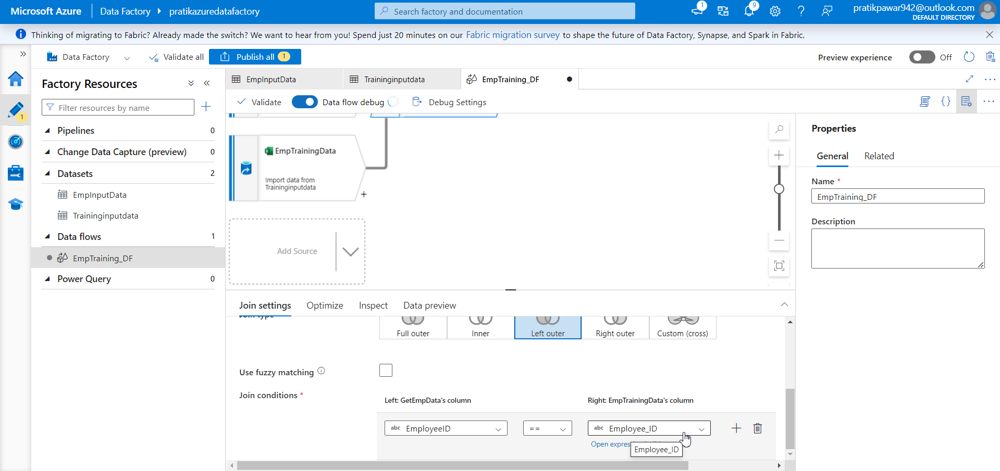 Microsoft Azure
Data Factory
pratikazuredatafactory
Search factory and documentation
1
9
pratikpawar942@outlook.com
DEFAULT DIRECTORY
Thinking of migrating to Fabric? Already made the switch? We want to hear from you! Spend just 20 minutes on our Fabric migration survey to shape the future of Data Factory, Synapse, and Spark in Fabric.
Data Factory
Validate all
Publish all 1
Preview experience
Off
1
Factory Resources
Filter resources by name
Pipelines 0
Change Data Capture (preview) 0
Datasets 2
EmpInputData
Traininginputdata
Data flows 1
EmpTraining_DF
Power Query 0
EmpInputData
Traininginputdata
EmpTraining_DF
Validate
Data flow debug
Debug Settings
EmpTrainingData
Import data from
Traininginputdata
+
Add Source
Join settings
Optimize
Inspect
Data preview
Join type
Full outer
Inner
Left outer
Right outer
Custom (cross)
Use fuzzy matching
Join conditions *
Left: GetEmpData's column
Right: EmpTrainingData's column
abc EmployeeID
==
abc Employee_ID
Open expres
Employee_ID
Properties
General
Related
Name *
EmpTraining_DF
Description